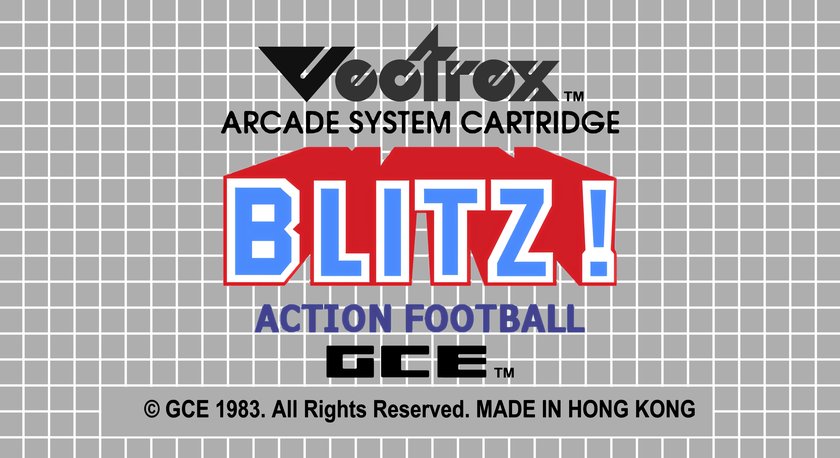 Vectrex™
ARCADE SYSTEM CARTRIDGE
BLITZ!
ACTION FOOTBALL
GCE™
© GCE 1983. All Rights Reserved. MADE IN HONG KONG